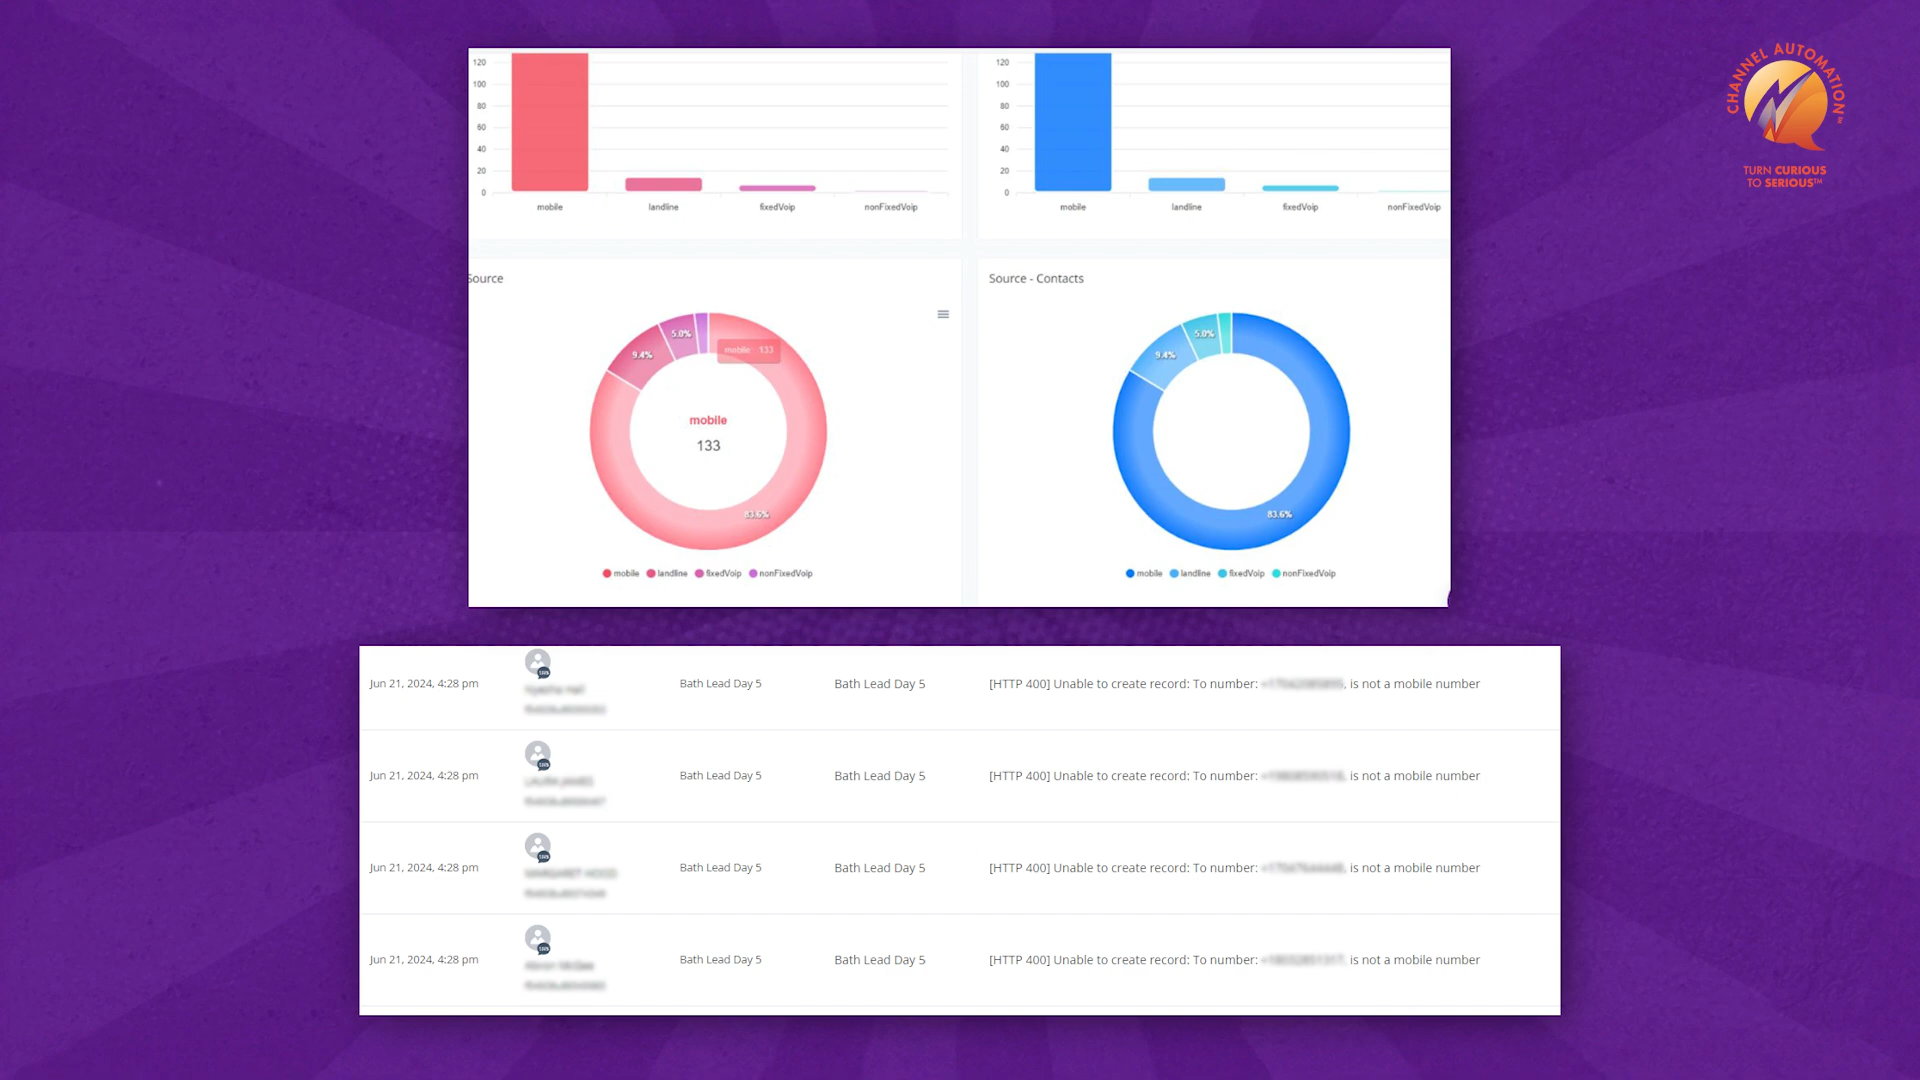 CHANNEL AUTOMATION™
TURN CURIOUS
TO SERIOUS™
120
100
80
60
40
20
0
mobile landline fixedVoip nonFixedVoip
120
100
80
60
40
20
0
mobile landline fixedVoip nonFixedVoip
Source
5.0%
9.4%
mobile 133
mobile
133
83.6%
mobile landline fixedVoip nonFixedVoip
Source - Contacts
5.0%
9.4%
83.6%
mobile landline fixedVoip nonFixedVoip
Jun 21, 2024, 4:28 pm Bath Lead Day 5 Bath Lead Day 5 [HTTP 400] Unable to create record: To number: , is not a mobile number
Jun 21, 2024, 4:28 pm Bath Lead Day 5 Bath Lead Day 5 [HTTP 400] Unable to create record: To number: , is not a mobile number
Jun 21, 2024, 4:28 pm Bath Lead Day 5 Bath Lead Day 5 [HTTP 400] Unable to create record: To number: , is not a mobile number
Jun 21, 2024, 4:28 pm Bath Lead Day 5 Bath Lead Day 5 [HTTP 400] Unable to create record: To number: , is not a mobile number